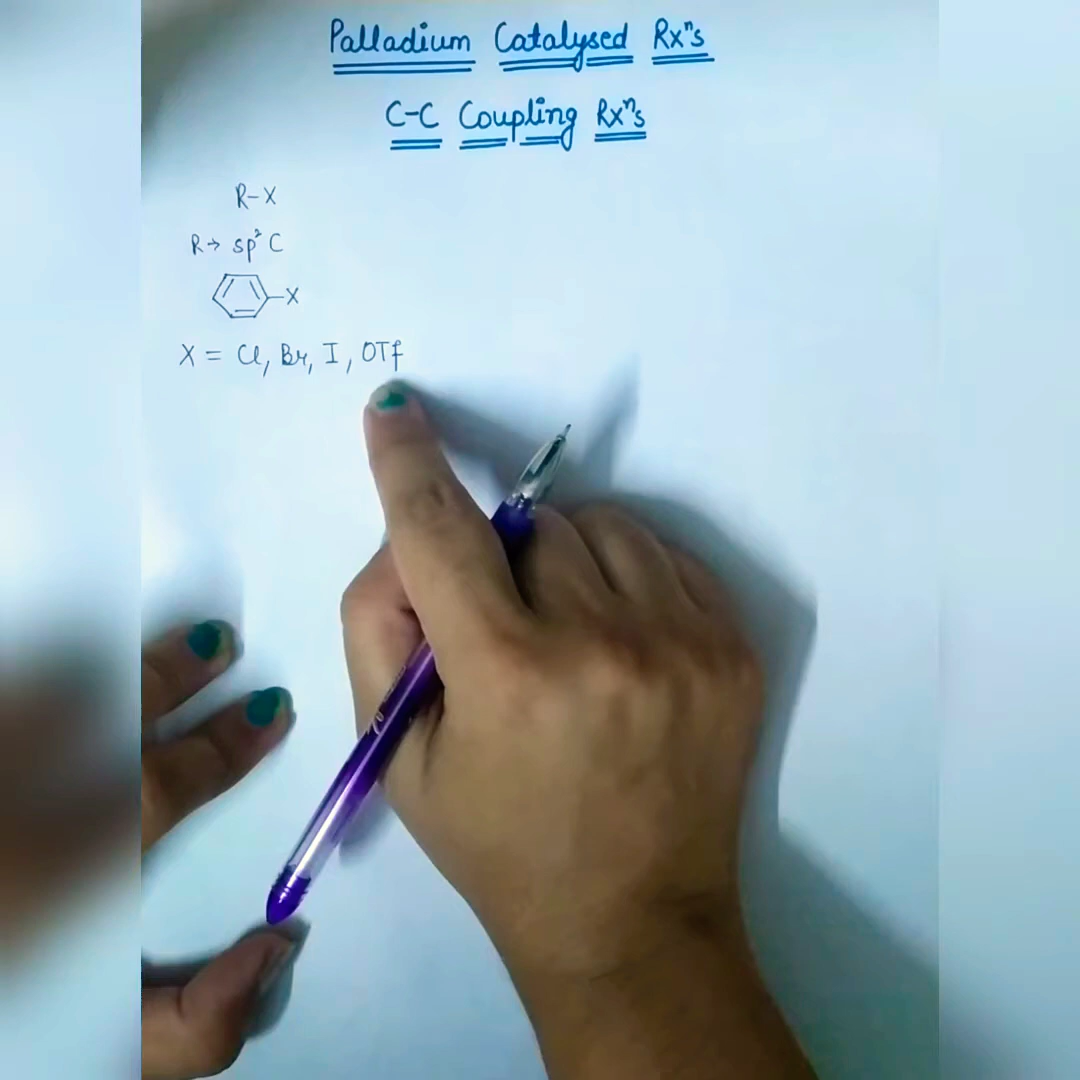 Palladium Catalysed Rxⁿs
C-C Coupling Rxⁿs
R-X
R→ sp² C
-X
X = Cl, Br, I, OTf